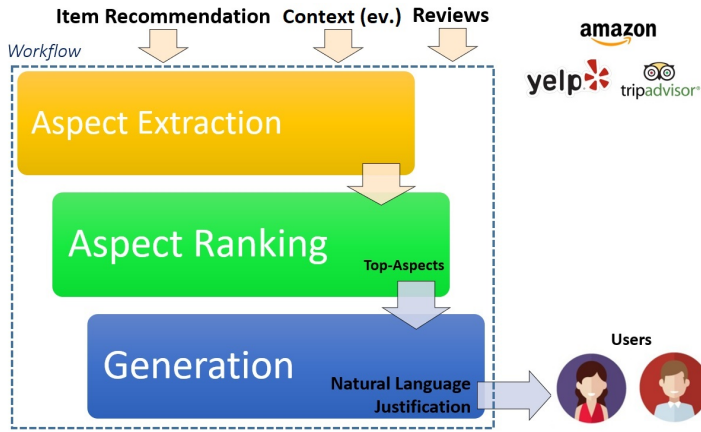 Item Recommendation
Context (ev.)
Reviews
Workflow
amazon
yelp
tripadvisor®
Aspect Extraction
Aspect Ranking
Top-Aspects
Generation
Users
Natural Language
Justification